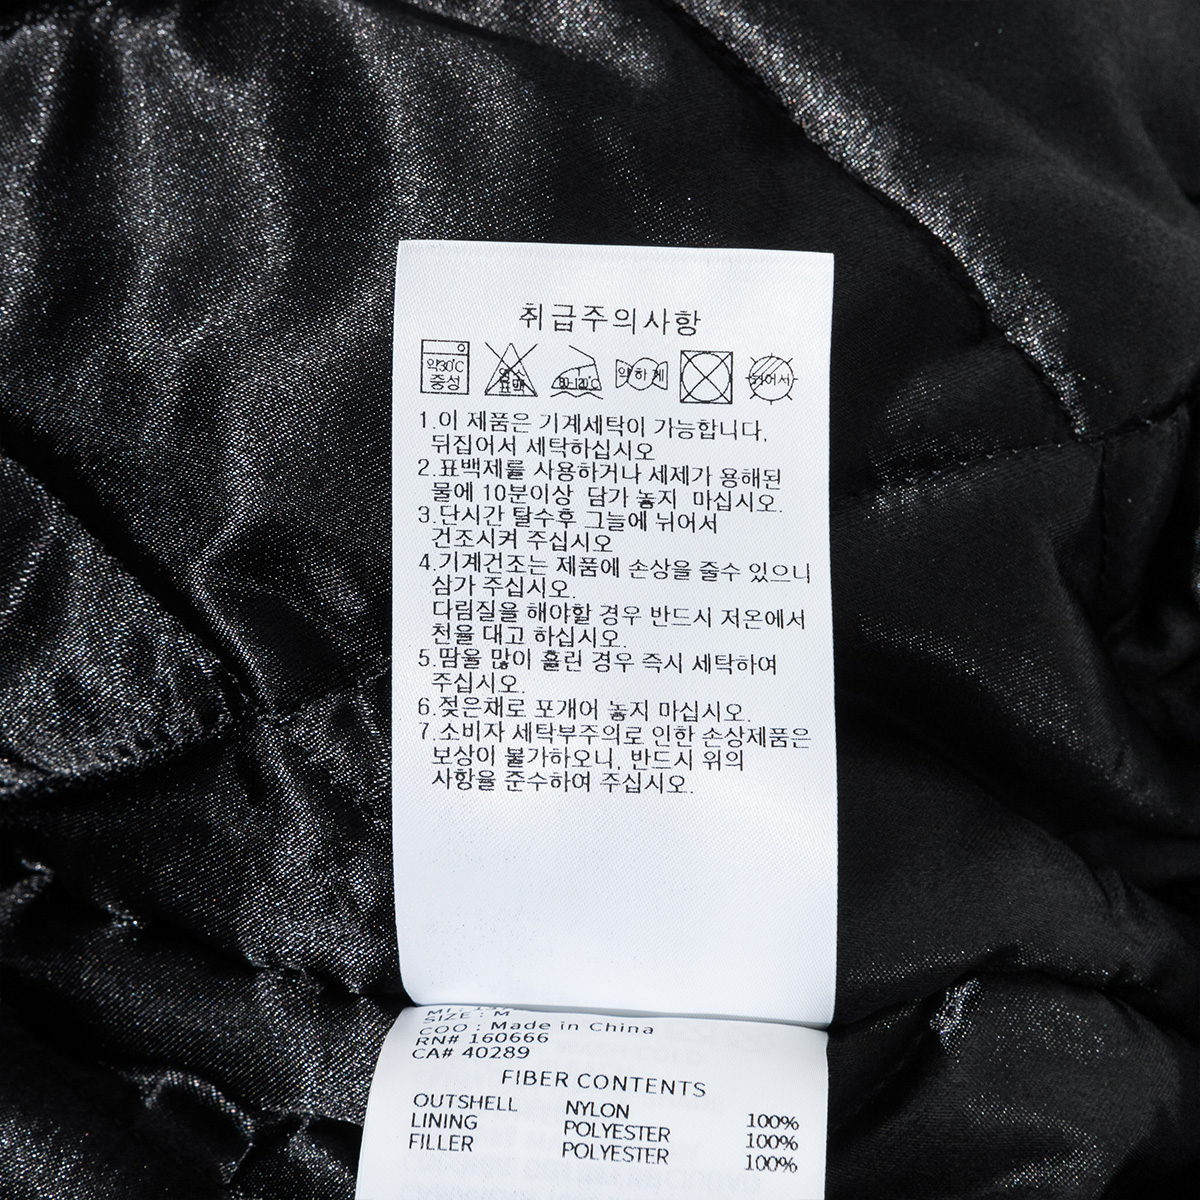 취급주의사항
약30℃
중성
염소
표백
80-120℃
약하게
뉘어서
1.이 제품은 기계세탁이 가능합니다,
뒤집어서 세탁하십시오
2.표백제를 사용하거나 세제가 용해된
물에 10분이상 담가 놓지 마십시오.
3.단시간 탈수후 그늘에 뉘어서
건조시켜 주십시오
4.기계건조는 제품에 손상을 줄수 있으니
삼가 주십시오.
다림질을 해야할 경우 반드시 저온에서
천을 대고 하십시오.
5.땀을 많이 흘린 경우 즉시 세탁하여
주십시오.
6.젖은채로 포개어 놓지 마십시오.
7.소비자 세탁부주의로 인한 손상제품은
보상이 불가하오니, 반드시 위의
사항을 준수하여 주십시오.
SIZE : M
COO : Made in China
RN# 160666
CA# 40289
FIBER CONTENTS
OUTSHELL NYLON 100%
LINING POLYESTER 100%
FILLER POLYESTER 100%